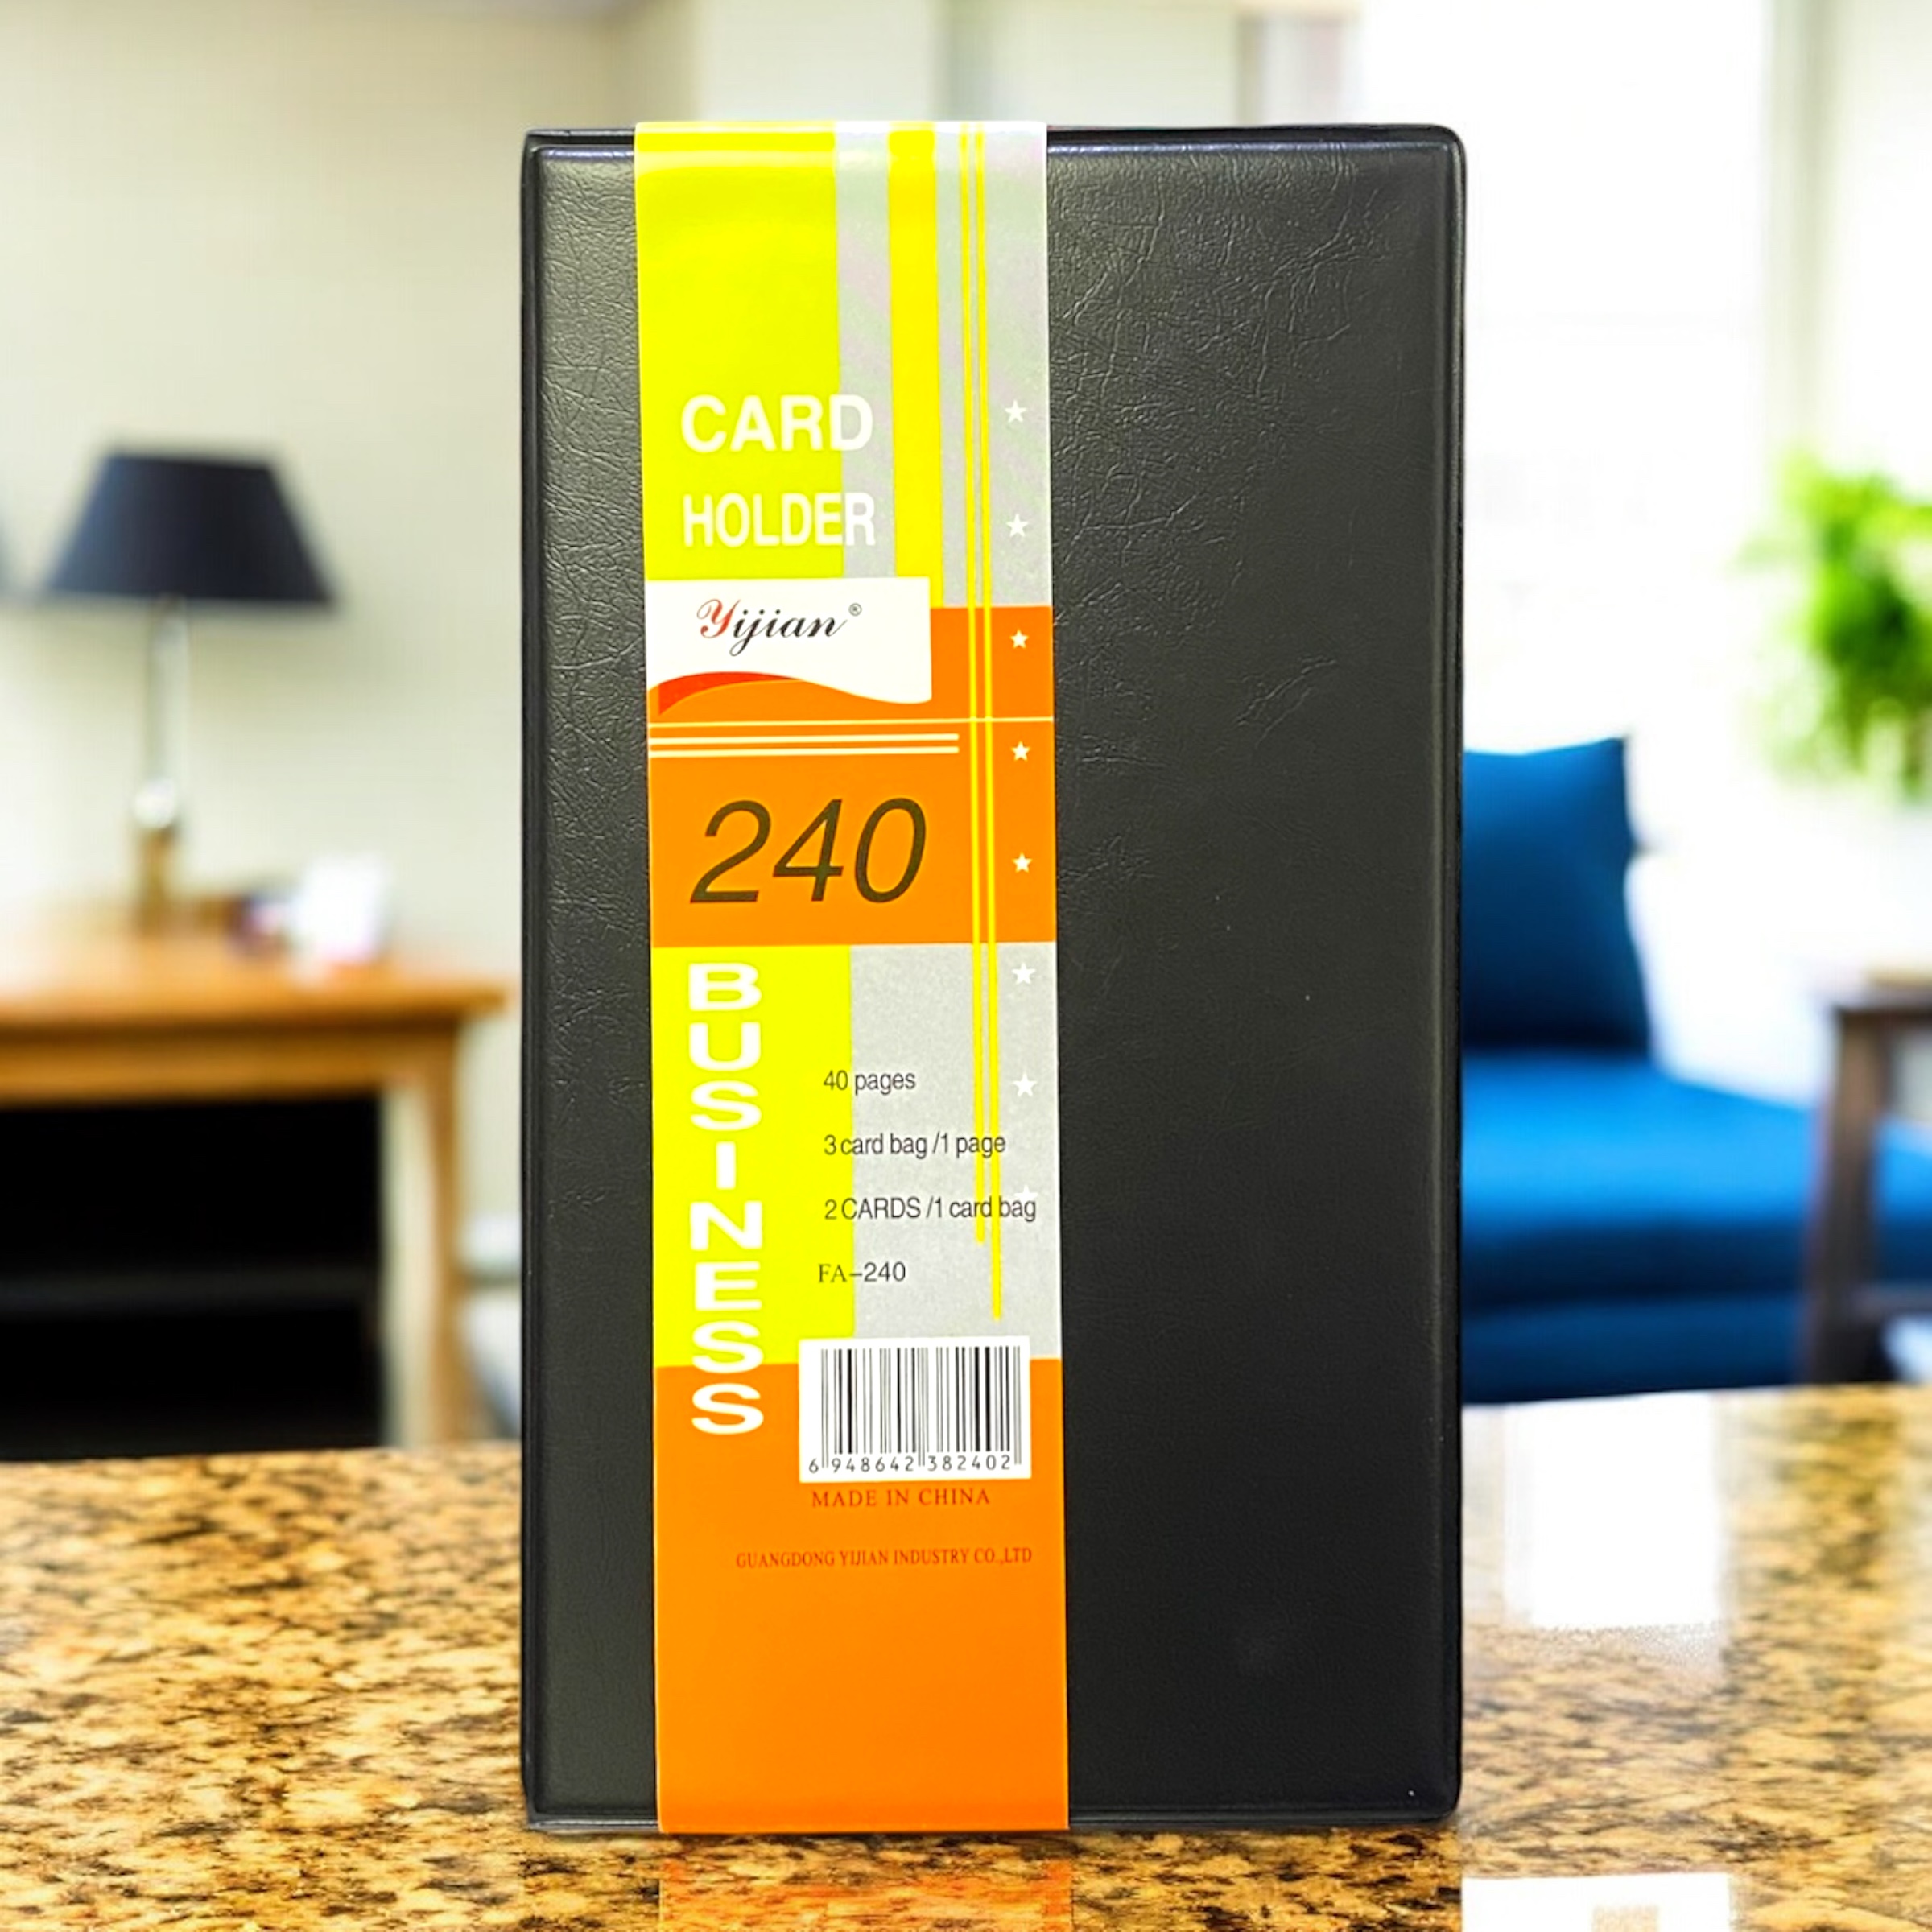 CARD
HOLDER
Yijian®
240
BUSINESS
40 pages
3 card bag /1 page
2 CARDS /1 card bag
FA-240
6 948642 382402
MADE IN CHINA
GUANGDONG YIJIAN INDUSTRY CO.,LTD